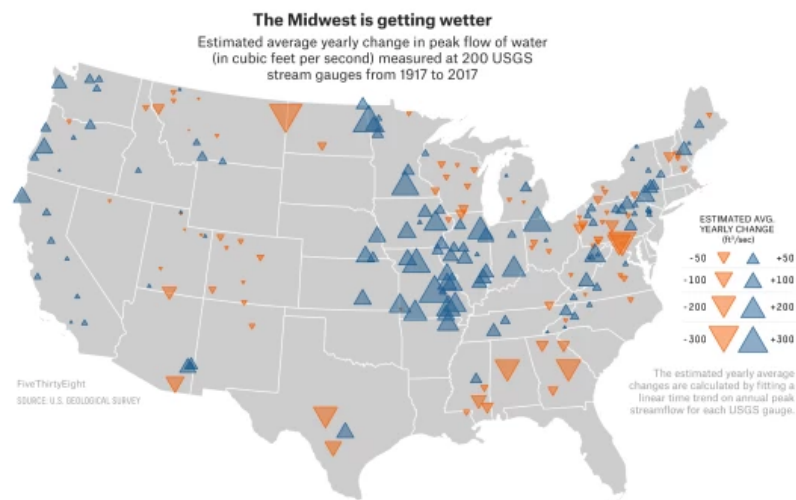 The Midwest is getting wetter
Estimated average yearly change in peak flow of water
(in cubic feet per second) measured at 200 USGS
stream gauges from 1917 to 2017
ESTIMATED AVG.
YEARLY CHANGE
(ft³/sec)
-50 +50
-100 +100
-200 +200
-300 +300
The estimated yearly average
changes are calculated by fitting a
linear time trend on annual peak
streamflow for each USGS gauge.
FiveThirtyEight
SOURCE: U.S. GEOLOGICAL SURVEY